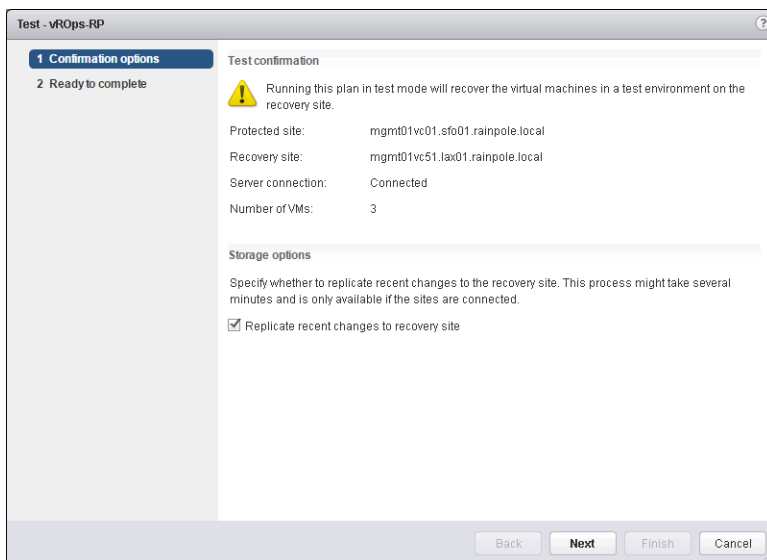 Test - vROps-RP
?
1 Confirmation options
2 Ready to complete
Test confirmation
Running this plan in test mode will recover the virtual machines in a test environment on the
recovery site.
Protected site: mgmt01vc01.sfo01.rainpole.local
Recovery site: mgmt01vc51.lax01.rainpole.local
Server connection: Connected
Number of VMs: 3
Storage options
Specify whether to replicate recent changes to the recovery site. This process might take several
minutes and is only available if the sites are connected.
Replicate recent changes to recovery site
Back Next Finish Cancel